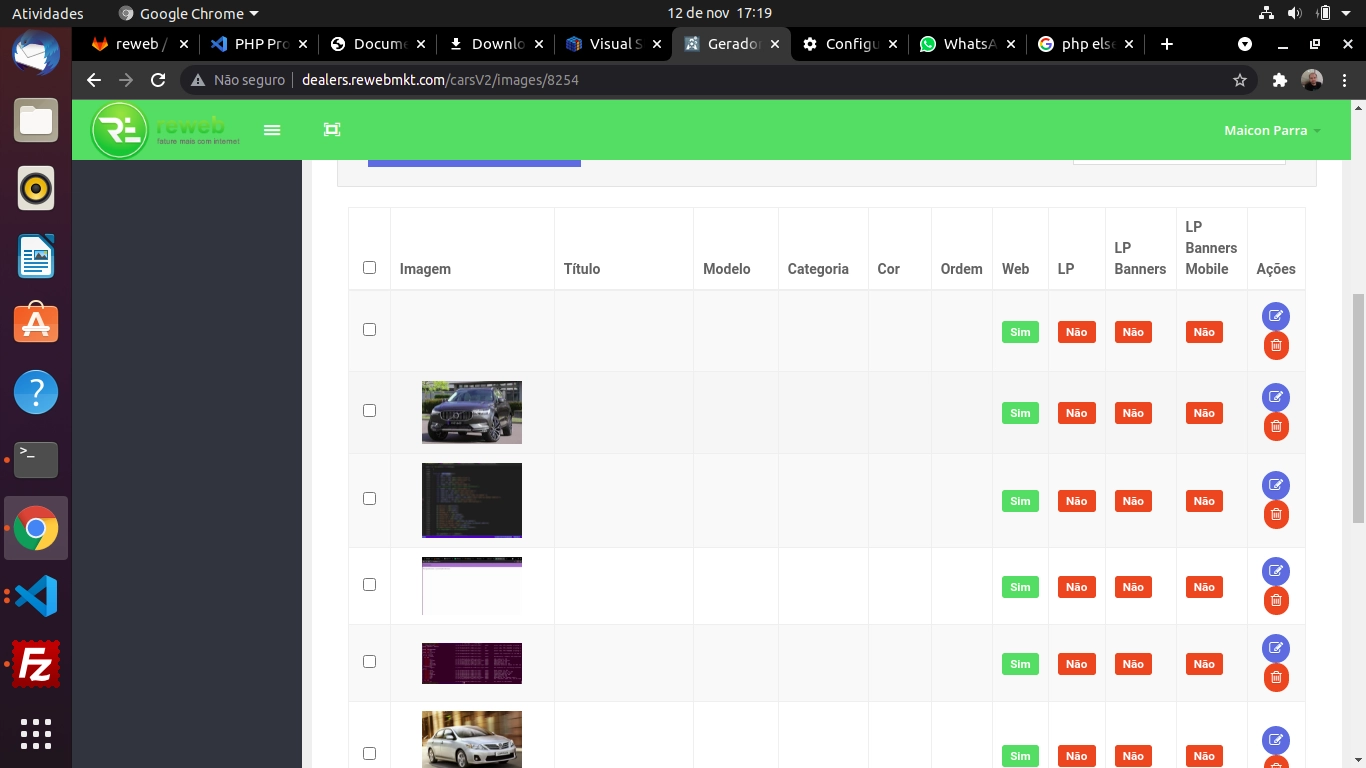 Atividades
Google Chrome
12 de nov 17:19
reweb /
PHP Pro
Docume
Downlo
Visual S
Gerado
Configu
WhatsA
php else
Não seguro
dealers.rewebmkt.com/carsV2/images/8254
RE
reweb
fature mais com internet
Maicon Parra
Imagem
Título
Modelo
Categoria
Cor
Ordem
Web
LP
LP Banners
LP Banners Mobile
Ações
Sim
Não
Não
Não
Sim
Não
Não
Não
Sim
Não
Não
Não
Sim
Não
Não
Não
Sim
Não
Não
Não
Sim
Não
Não
Não